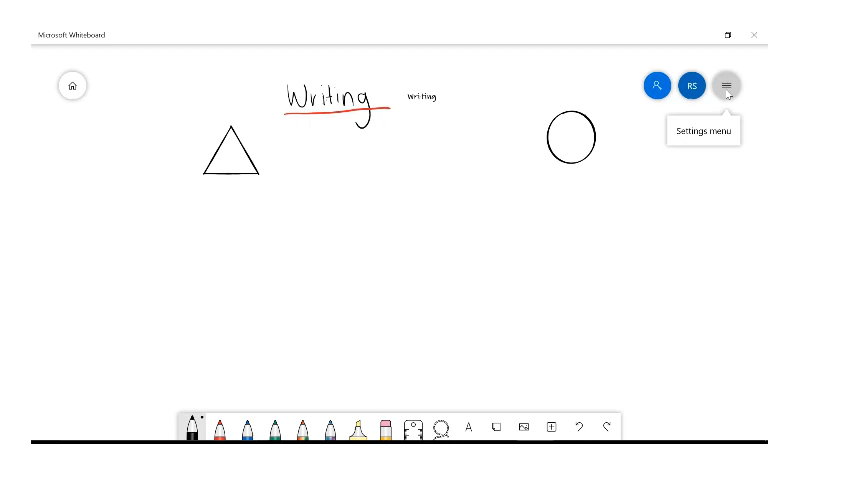 Microsoft Whiteboard
RS
Writing Writing
Settings menu
A